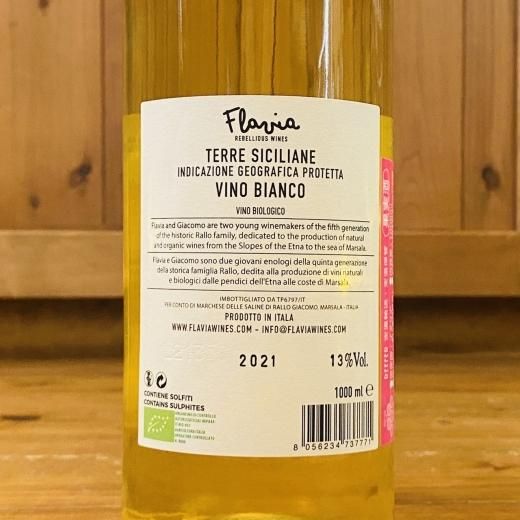 Flavia
REBELLIOUS WINES
TERRE SICILIANE
INDICAZIONE GEOGRAFICA PROTETTA
VINO BIANCO
VINO BIOLOGICO
Flavia and Giacomo are two young winemakers of the fifth generation
of the historic Rallo family, dedicated to the production of natural
and organic wines from the Slopes of the Etna to the sea of Marsala.
Flavia e Giacomo sono due giovani enologi della quinta generazione
della storica famiglia Rallo, dedita alla produzione di vini naturali
e biologici dalle pendici dell'Etna alle coste di Marsala.
IMBOTTIGLIATO DA TP6797/IT
PER CONTO DI MARCHESE DELLE SALINE DI RALLO GIACOMO, MARSALA - ITALIA
PRODOTTO IN ITALIA
WWW.FLAVIAWINES.COM - INFO@FLAVIAWINES.COM
2021 13%Vol.
1000 ml e
CONTIENE SOLFITI
CONTAINS SULPHITES
8 056234 737771